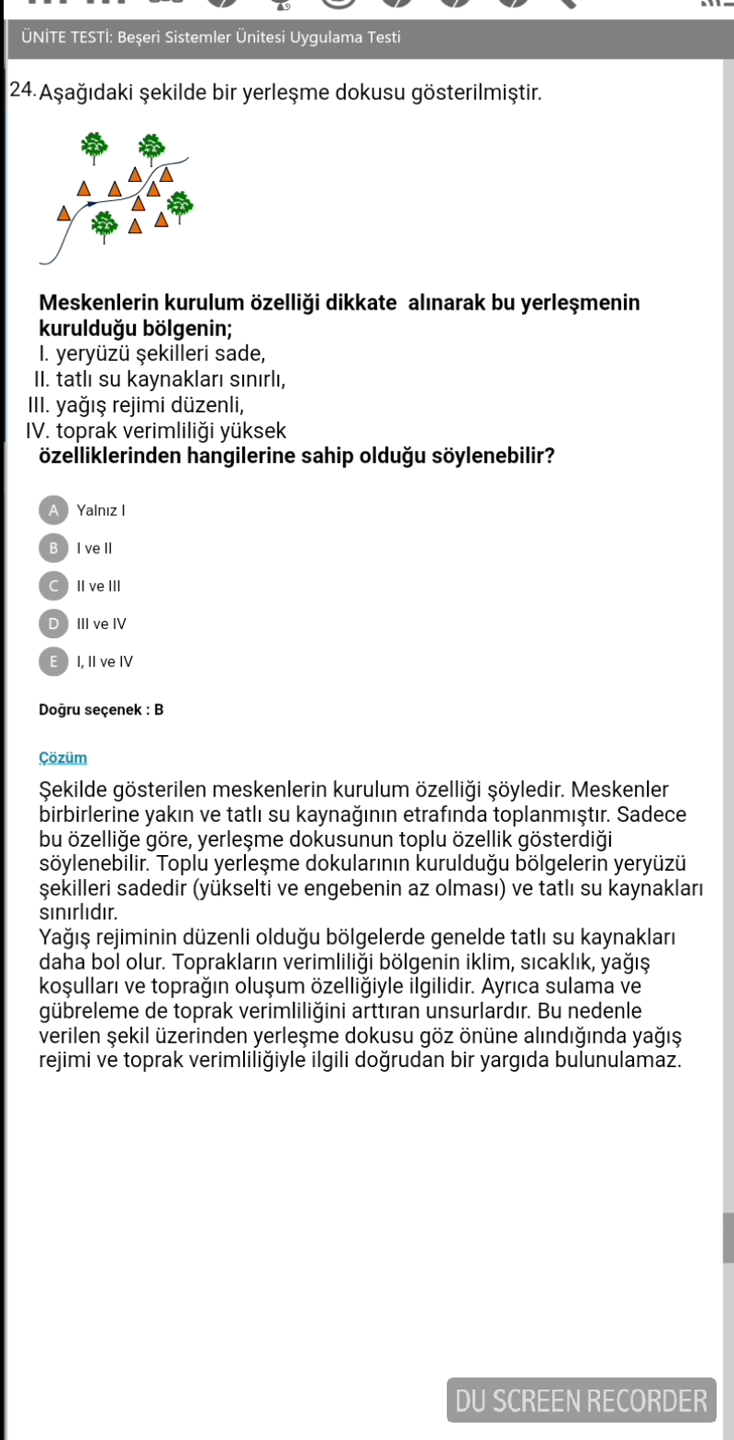 ÜNİTE TESTİ: Beşeri Sistemler Ünitesi Uygulama Testi
24. Aşağıdaki şekilde bir yerleşme dokusu gösterilmiştir.
Meskenlerin kurulum özelliği dikkate alınarak bu yerleşmenin
kurulduğu bölgenin;
I. yeryüzü şekilleri sade,
II. tatlı su kaynakları sınırlı,
III. yağış rejimi düzenli,
IV. toprak verimliliği yüksek
özelliklerinden hangilerine sahip olduğu söylenebilir?
A Yalnız I
B I ve II
C II ve III
D III ve IV
E I, II ve IV
Doğru seçenek : B
Çözüm
Şekilde gösterilen meskenlerin kurulum özelliği şöyledir. Meskenler
birbirlerine yakın ve tatlı su kaynağının etrafında toplanmıştır. Sadece
bu özelliğe göre, yerleşme dokusunun toplu özellik gösterdiği
söylenebilir. Toplu yerleşme dokularının kurulduğu bölgelerin yeryüzü
şekilleri sadedir (yükselti ve engebenin az olması) ve tatlı su kaynakları
sınırlıdır.
Yağış rejiminin düzenli olduğu bölgelerde genelde tatlı su kaynakları
daha bol olur. Toprakların verimliliği bölgenin iklim, sıcaklık, yağış
koşulları ve toprağın oluşum özelliğiyle ilgilidir. Ayrıca sulama ve
gübreleme de toprak verimliliğini arttıran unsurlardır. Bu nedenle
verilen şekil üzerinden yerleşme dokusu göz önüne alındığında yağış
rejimi ve toprak verimliliğiyle ilgili doğrudan bir yargıda bulunulamaz.
DU SCREEN RECORDER